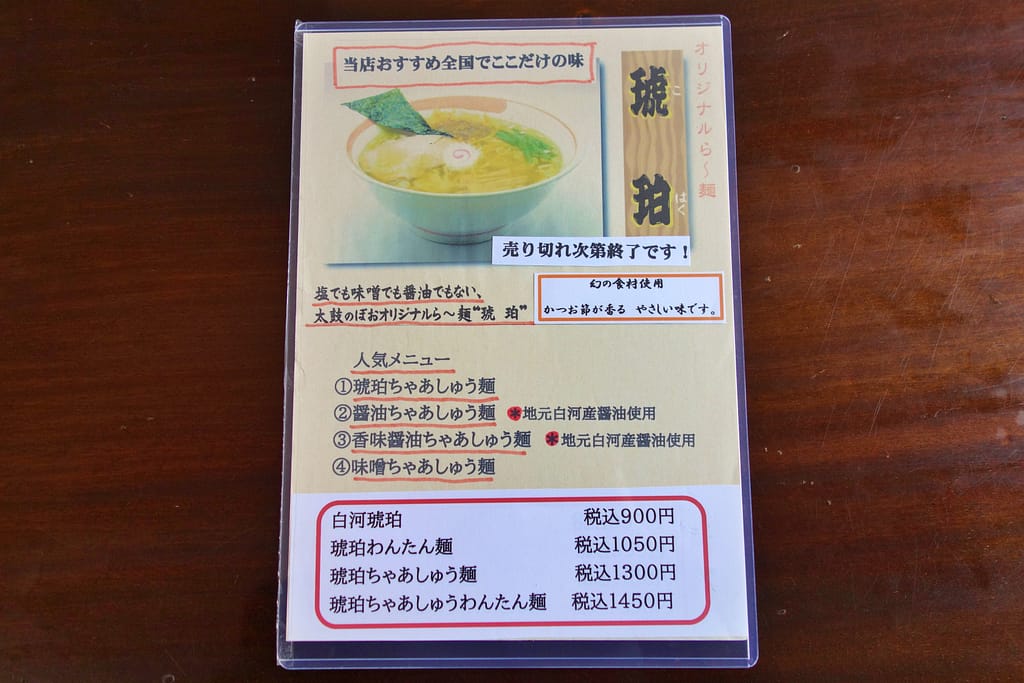 当店おすすめ全国でここだけの味
オリジナルら～麺
琥珀
こ
はく
売り切れ次第終了です!
塩でも味噌でも醤油でもない、
太鼓のぼおオリジナルら～麺“琥 珀”
幻の食材使用
かつお節が香る やさしい味です。
人気メニュー
①琥珀ちゃあしゅう麺
②醤油ちゃあしゅう麺 *地元白河産醤油使用
③香味醤油ちゃあしゅう麺 *地元白河産醤油使用
④味噌ちゃあしゅう麺
白河琥珀 税込900円
琥珀わんたん麺 税込1050円
琥珀ちゃあしゅう麺 税込1300円
琥珀ちゃあしゅうわんたん麺 税込1450円